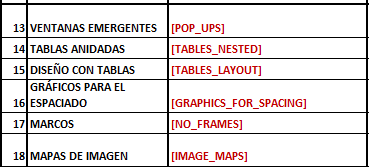 13 VENTANAS EMERGENTES [POP_UPS]
14 TABLAS ANIDADAS [TABLES_NESTED]
15 DISEÑO CON TABLAS [TABLES_LAYOUT]
GRÁFICOS PARA EL
16 ESPACIADO [GRAPHICS_FOR_SPACING]
17 MARCOS [NO_FRAMES]
18 MAPAS DE IMAGEN [IMAGE_MAPS]